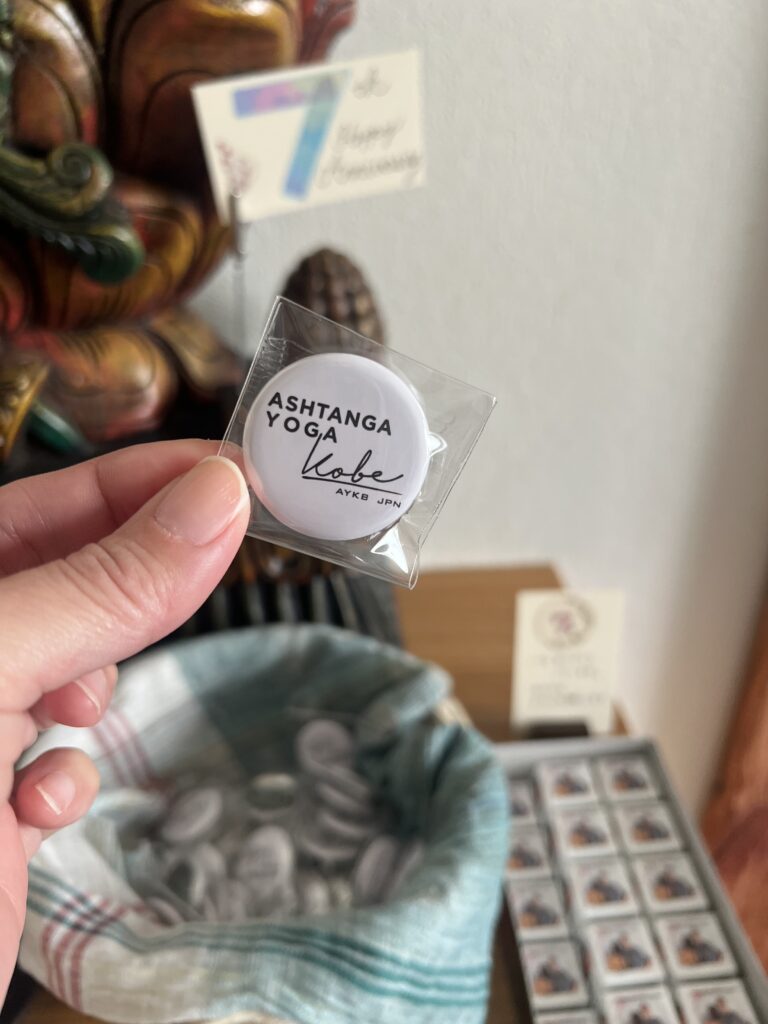 7th
Happy
Anniversary
ASHTANGA
YOGA
Kobe
AYKB JPN